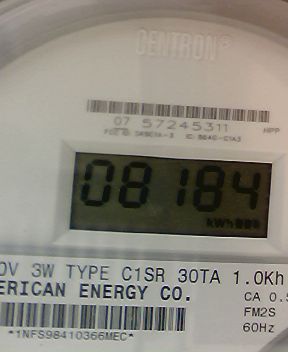 CENTRON®
07 57245311
HPP
08184
kWh
0V 3W TYPE C1SR 30TA 1.0Kh
ERICAN ENERGY CO.
CA 0.5
FM2S
60Hz
*1NFS98410366MEC*